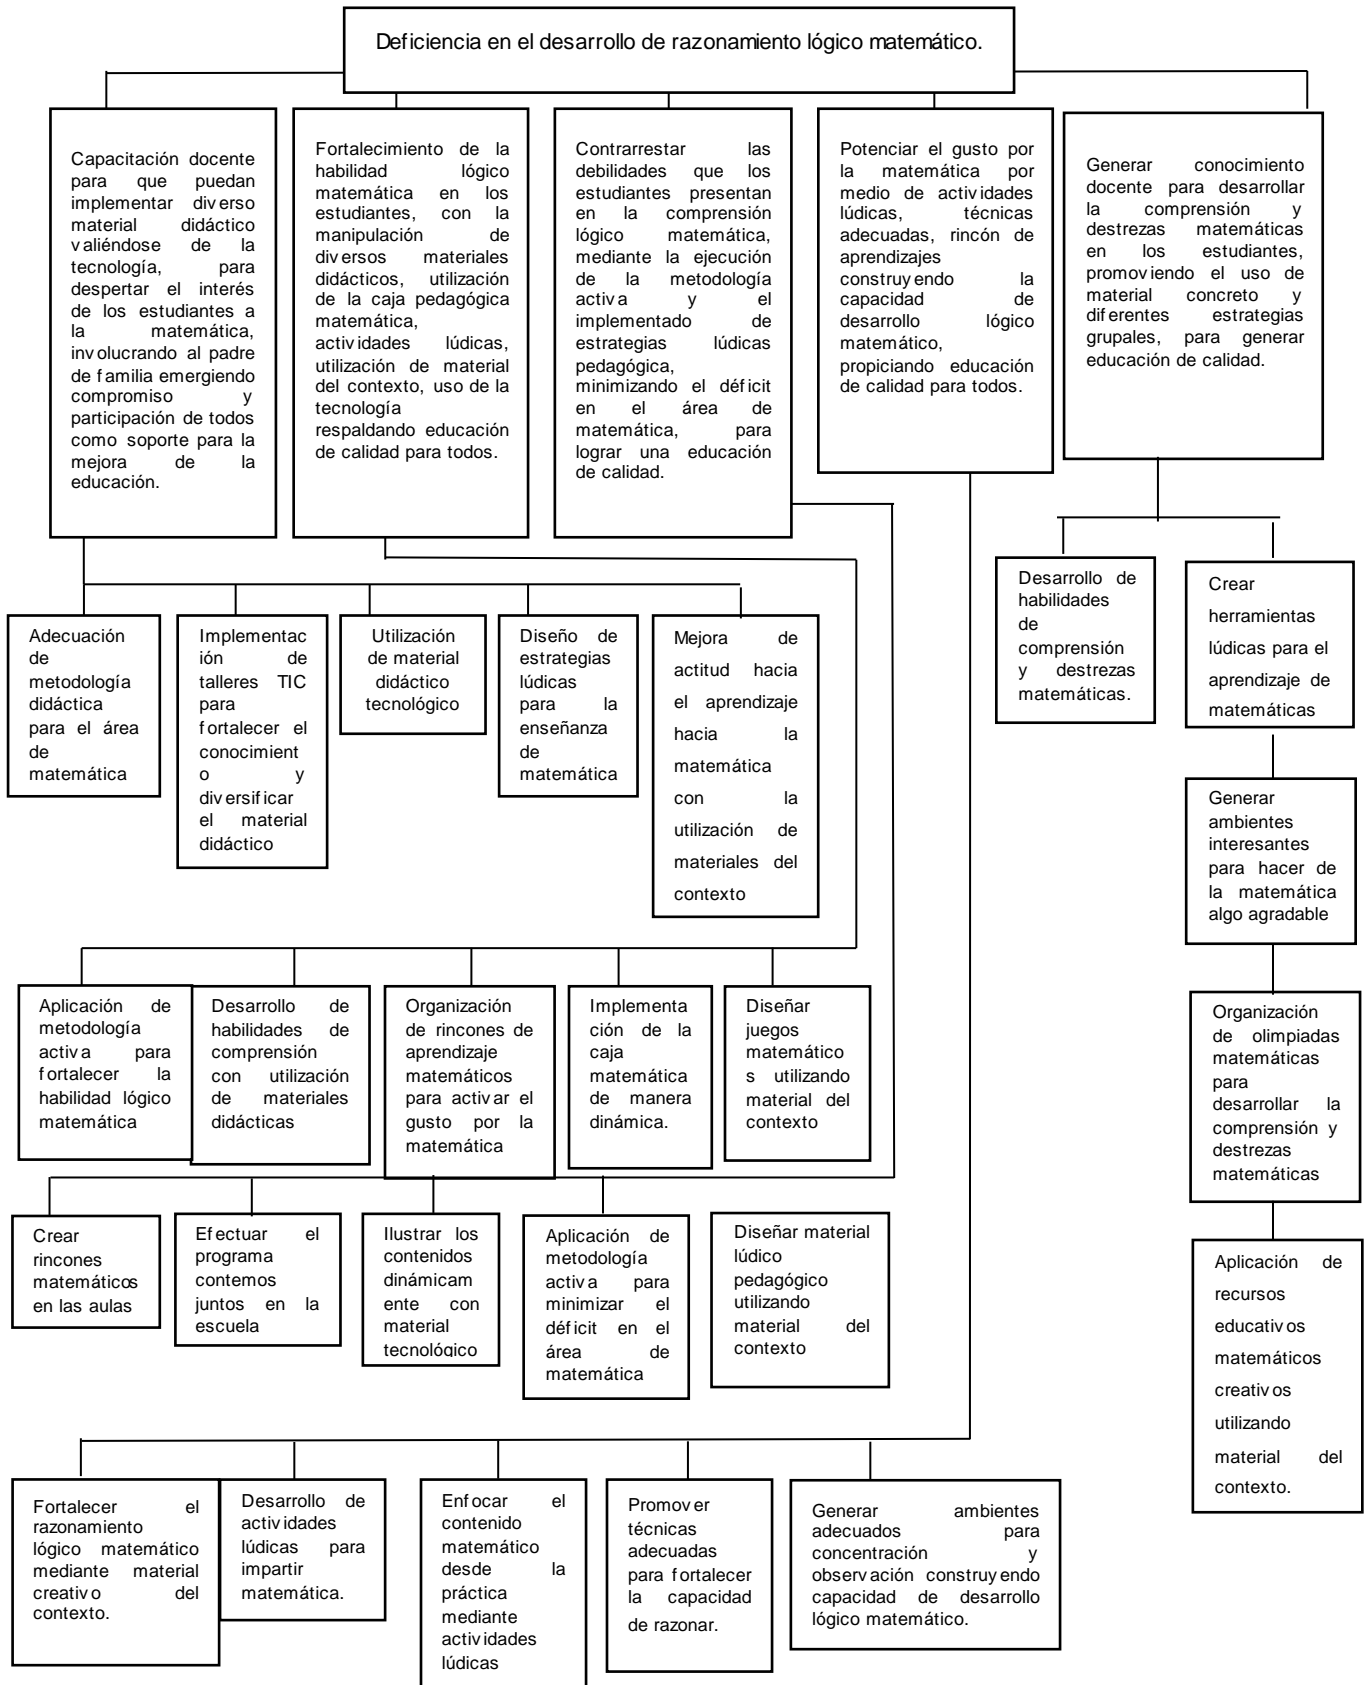 Deficiencia en el desarrollo de razonamiento lógico matemático.
Capacitación docente
para que puedan
implementar diverso
material didáctico
valiéndose de la
tecnología, para
despertar el interés
de los estudiantes a
la matemática,
involucrando al padre
de familia emergiendo
compromiso y
participación de todos
como soporte para la
mejora de la
educación.
Fortalecimiento de la
habilidad lógico
matemática en los
estudiantes, con la
manipulación de
diversos materiales
didácticos, utilización
de la caja pedagógica
matemática,
actividades lúdicas,
utilización de material
del contexto, uso de la
tecnología
respaldando educación
de calidad para todos.
Contrarrestar las
debilidades que los
estudiantes presentan
en la comprensión
lógico matemática,
mediante la ejecución
de la metodología
activa y el
implementado de
estrategias lúdicas
pedagógica,
minimizando el déficit
en el área de
matemática, para
lograr una educación
de calidad.
Potenciar el gusto por
la matemática por
medio de actividades
lúdicas, técnicas
adecuadas, rincón de
aprendizajes
construyendo la
capacidad de
desarrollo lógico
matemático,
propiciando educación
de calidad para todos.
Generar conocimiento
docente para desarrollar
la comprensión y
destrezas matemáticas
en los estudiantes,
promoviendo el uso de
material concreto y
diferentes estrategias
grupales, para generar
educación de calidad.
Adecuación
de
metodología
didáctica
para el área
de
matemática
Implementac
ión de
talleres TIC
para
fortalecer el
conocimient
o y
diversificar
el material
didáctico
Utilización
de material
didáctico
tecnológico
Diseño de
estrategias
lúdicas
para la
enseñanza
de
matemática
Mejora de
actitud hacia
el aprendizaje
hacia la
matemática
con la
utilización de
materiales del
contexto
Desarrollo de
habilidades
de
comprensión
y destrezas
matemáticas.
Crear
herramientas
lúdicas para el
aprendizaje de
matemáticas
Generar
ambientes
interesantes
para hacer de
la matemática
algo agradable
Aplicación de
metodología
activa para
fortalecer la
habilidad lógico
matemática
Desarrollo de
habilidades de
comprensión
con utilización
de materiales
didácticas
Organización
de rincones de
aprendizaje
matemáticos
para activar el
gusto por la
matemática
Implementa
ción de la
caja
matemática
de manera
dinámica.
Diseñar
juegos
matemático
s utilizando
material del
contexto
Organización
de olimpiadas
matemáticas
para
desarrollar la
comprensión y
destrezas
matemáticas
Crear
rincones
matemáticos
en las aulas
Efectuar el
programa
contemos
juntos en la
escuela
Ilustrar los
contenidos
dinámicam
ente con
material
tecnológico
Aplicación de
metodología
activa para
minimizar el
déficit en el
área de
matemática
Diseñar material
lúdico
pedagógico
utilizando
material del
contexto
Aplicación de
recursos
educativos
matemáticos
creativos
utilizando
material del
contexto.
Fortalecer el
razonamiento
lógico matemático
mediante material
creativo del
contexto.
Desarrollo de
actividades
lúdicas para
impartir
matemática.
Enfocar el
contenido
matemático
desde la
práctica
mediante
actividades
lúdicas
Promover
técnicas
adecuadas
para fortalecer
la capacidad
de razonar.
Generar ambientes
adecuados para
concentración y
observación construyendo
capacidad de desarrollo
lógico matemático.